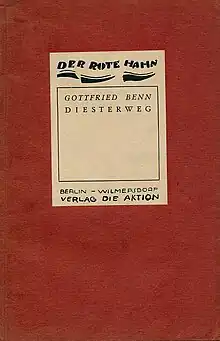 DER ROTE HAHN
GOTTFRIED BENN
DIESTERWEG
BERLIN – WILMERSDORF
VERLAG DIE AKTION